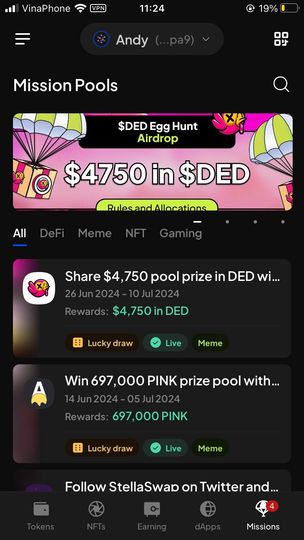 VinaPhone VPN 11:24 19%
Andy (...pa9)
Mission Pools
$DED Egg Hunt
Airdrop
$4750 in $DED
Rules and Allocations
All DeFi Meme NFT Gaming
Share $4,750 pool prize in DED wi...
26 Jun 2024 - 10 Jul 2024
Rewards: $4,750 in DED
Lucky draw Live Meme
Win 697,000 PINK prize pool with...
14 Jun 2024 - 05 Jul 2024
Rewards: 697,000 PINK
Lucky draw Live Meme
Follow StellaSwap on Twitter and...
4
Tokens NFTs Earning dApps Missions